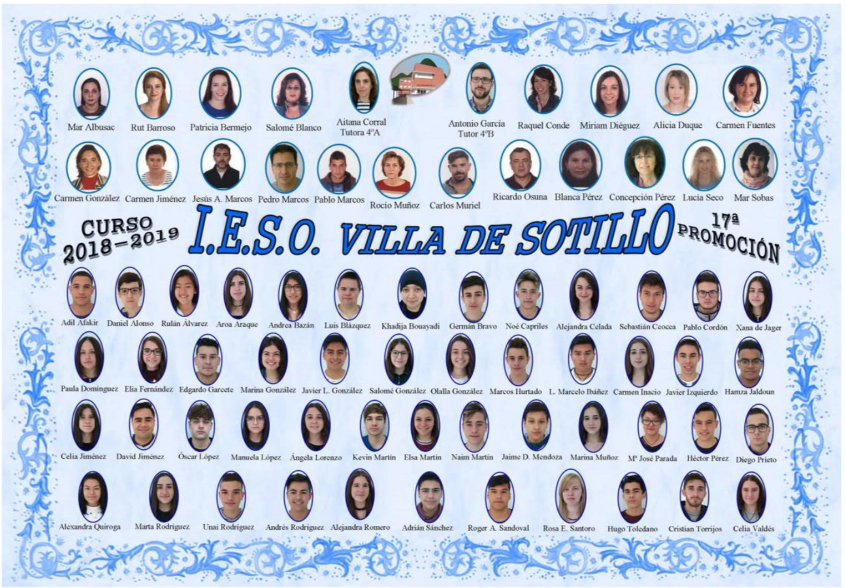 Mar Albusac Rut Barroso Patricia Bermejo Salomé Blanco Aitana Corral Antonio García Raquel Conde Miriam Diéguez Alicia Duque Carmen Fuentes
Tutora 4ºA Tutor 4ºB
Carmen González Carmen Jiménez Jesús A. Marcos Pedro Marcos Pablo Marcos Rocío Muñoz Carlos Muriel Ricardo Osuna Blanca Pérez Concepción Pérez Lucía Seco Mar Sobas
CURSO
2018-2019
I.E.S.O. VILLA DE SOTILLO
17ª
PROMOCIÓN
Adil Afakir Daniel Alonso Rulán Álvarez Aroa Araque Andrea Bazán Luis Blázquez Khadija Bouayadi Germán Bravo Noé Capriles Alejandra Celada Sebastián Ceocea Pablo Cordón Xana de Jager
Paula Domínguez Elia Fernández Edgardo Garcete Marina González Javier L. González Salomé González Olalla González Marcos Hurtado L. Marcelo Ibáñez Carmen Inacio Javier Izquierdo Hamza Jaldoun
Celia Jiménez David Jiménez Óscar López Manuela López Ángela Lorenzo Kevin Martín Elsa Martín Naim Martín Jaime D. Mendoza Marina Muñoz Mª José Parada Héctor Pérez Diego Prieto
Alexandra Quiroga Marta Rodríguez Unai Rodríguez Andrés Rodríguez Alejandra Romero Adrián Sánchez Roger A. Sandoval Rosa E. Santoro Hugo Toledano Cristian Torrijos Celia Valdés